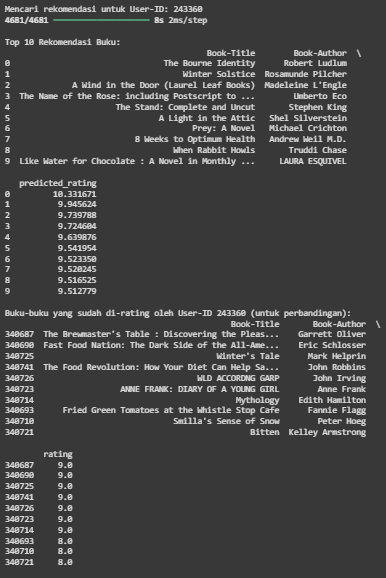 Mencari rekomendasi untuk User-ID: 243360
4681/4681 ━━━━━━━━━━━━━━━━━━━━ 8s 2ms/step
Top 10 Rekomendasi Buku:
Book-Title Book-Author \
0 The Bourne Identity Robert Ludlum
1 Winter Solstice Rosamunde Pilcher
2 A Wind in the Door (Laurel Leaf Books) Madeleine L'Engle
3 The Name of the Rose: including Postscript to ... Umberto Eco
4 The Stand: Complete and Uncut Stephen King
5 A Light in the Attic Shel Silverstein
6 Prey: A Novel Michael Crichton
7 8 Weeks to Optimum Health Andrew Weil M.D.
8 When Rabbit Howls Truddi Chase
9 Like Water for Chocolate : A Novel in Monthly ... LAURA ESQUIVEL
predicted_rating
0 10.331671
1 9.945624
2 9.739788
3 9.724604
4 9.639876
5 9.541954
6 9.523350
7 9.520245
8 9.516525
9 9.512779
Buku-buku yang sudah di-rating oleh User-ID 243360 (untuk perbandingan):
Book-Title Book-Author \
340687 The Brewmaster's Table : Discovering the Pleas... Garrett Oliver
340690 Fast Food Nation: The Dark Side of the All-Ame... Eric Schlosser
340725 Winter's Tale Mark Helprin
340741 The Food Revolution: How Your Diet Can Help Sa... John Robbins
340726 WLD ACCORDNG GARP John Irving
340723 ANNE FRANK: DIARY OF A YOUNG GIRL Anne Frank
340714 Mythology Edith Hamilton
340693 Fried Green Tomatoes at the Whistle Stop Cafe Fannie Flagg
340710 Smilla's Sense of Snow Peter Hoeg
340721 Bitten Kelley Armstrong
rating
340687 9.0
340690 9.0
340725 9.0
340741 9.0
340726 9.0
340723 9.0
340714 9.0
340693 8.0
340710 8.0
340721 8.0